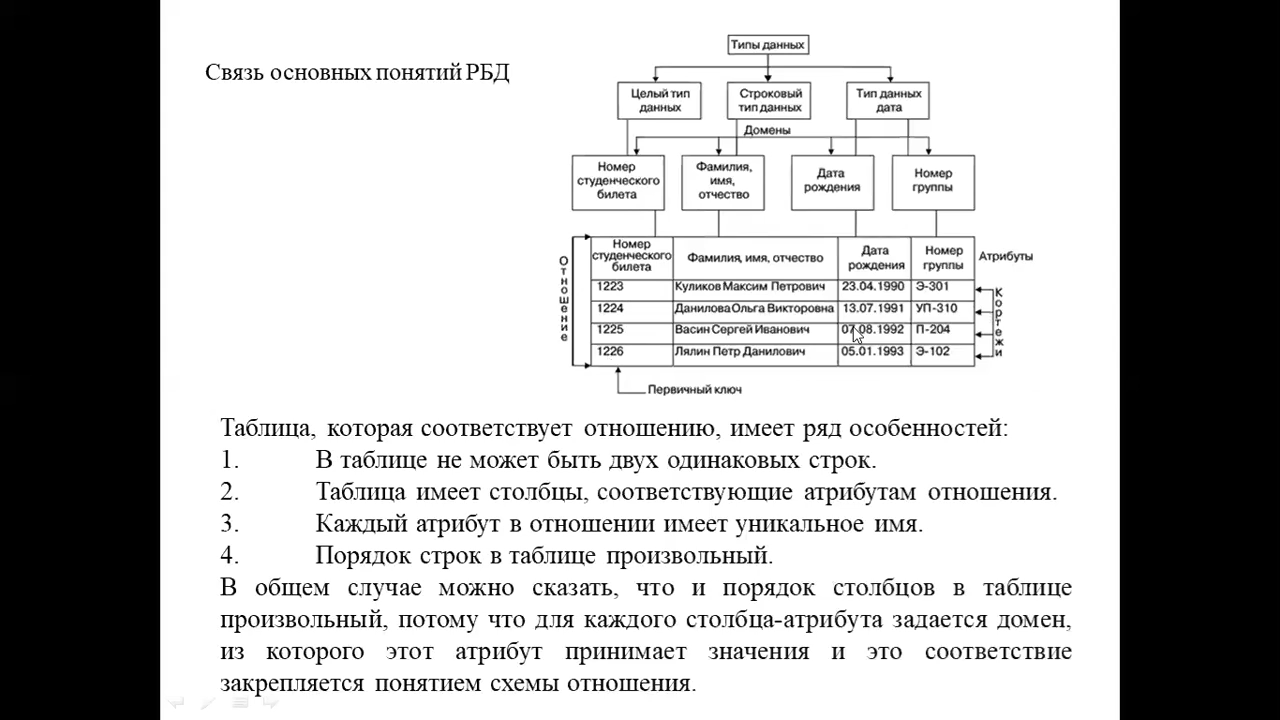 Связь основных понятий РБД
Типы данных
Целый тип
данных
Строковый
тип данных
Тип данных
дата
Домены
Номер
студенческого
билета
Фамилия,
имя,
отчество
Дата
рождения
Номер
группы
Отношение
Номер
студенческого
билета
Фамилия, имя, отчество
Дата
рождения
Номер
группы
Атрибуты
1223 Куликов Максим Петрович 23.04.1990 Э-301
1224 Данилова Ольга Викторовна 13.07.1991 УП-310
1225 Васин Сергей Иванович 07.08.1992 П-204
1226 Лялин Петр Данилович 05.01.1993 Э-102
Кортежи
Первичный ключ
Таблица, которая соответствует отношению, имеет ряд особенностей:
1. В таблице не может быть двух одинаковых строк.
2. Таблица имеет столбцы, соответствующие атрибутам отношения.
3. Каждый атрибут в отношении имеет уникальное имя.
4. Порядок строк в таблице произвольный.
В общем случае можно сказать, что и порядок столбцов в таблице
произвольный, потому что для каждого столбца-атрибута задается домен,
из которого этот атрибут принимает значения и это соответствие
закрепляется понятием схемы отношения.